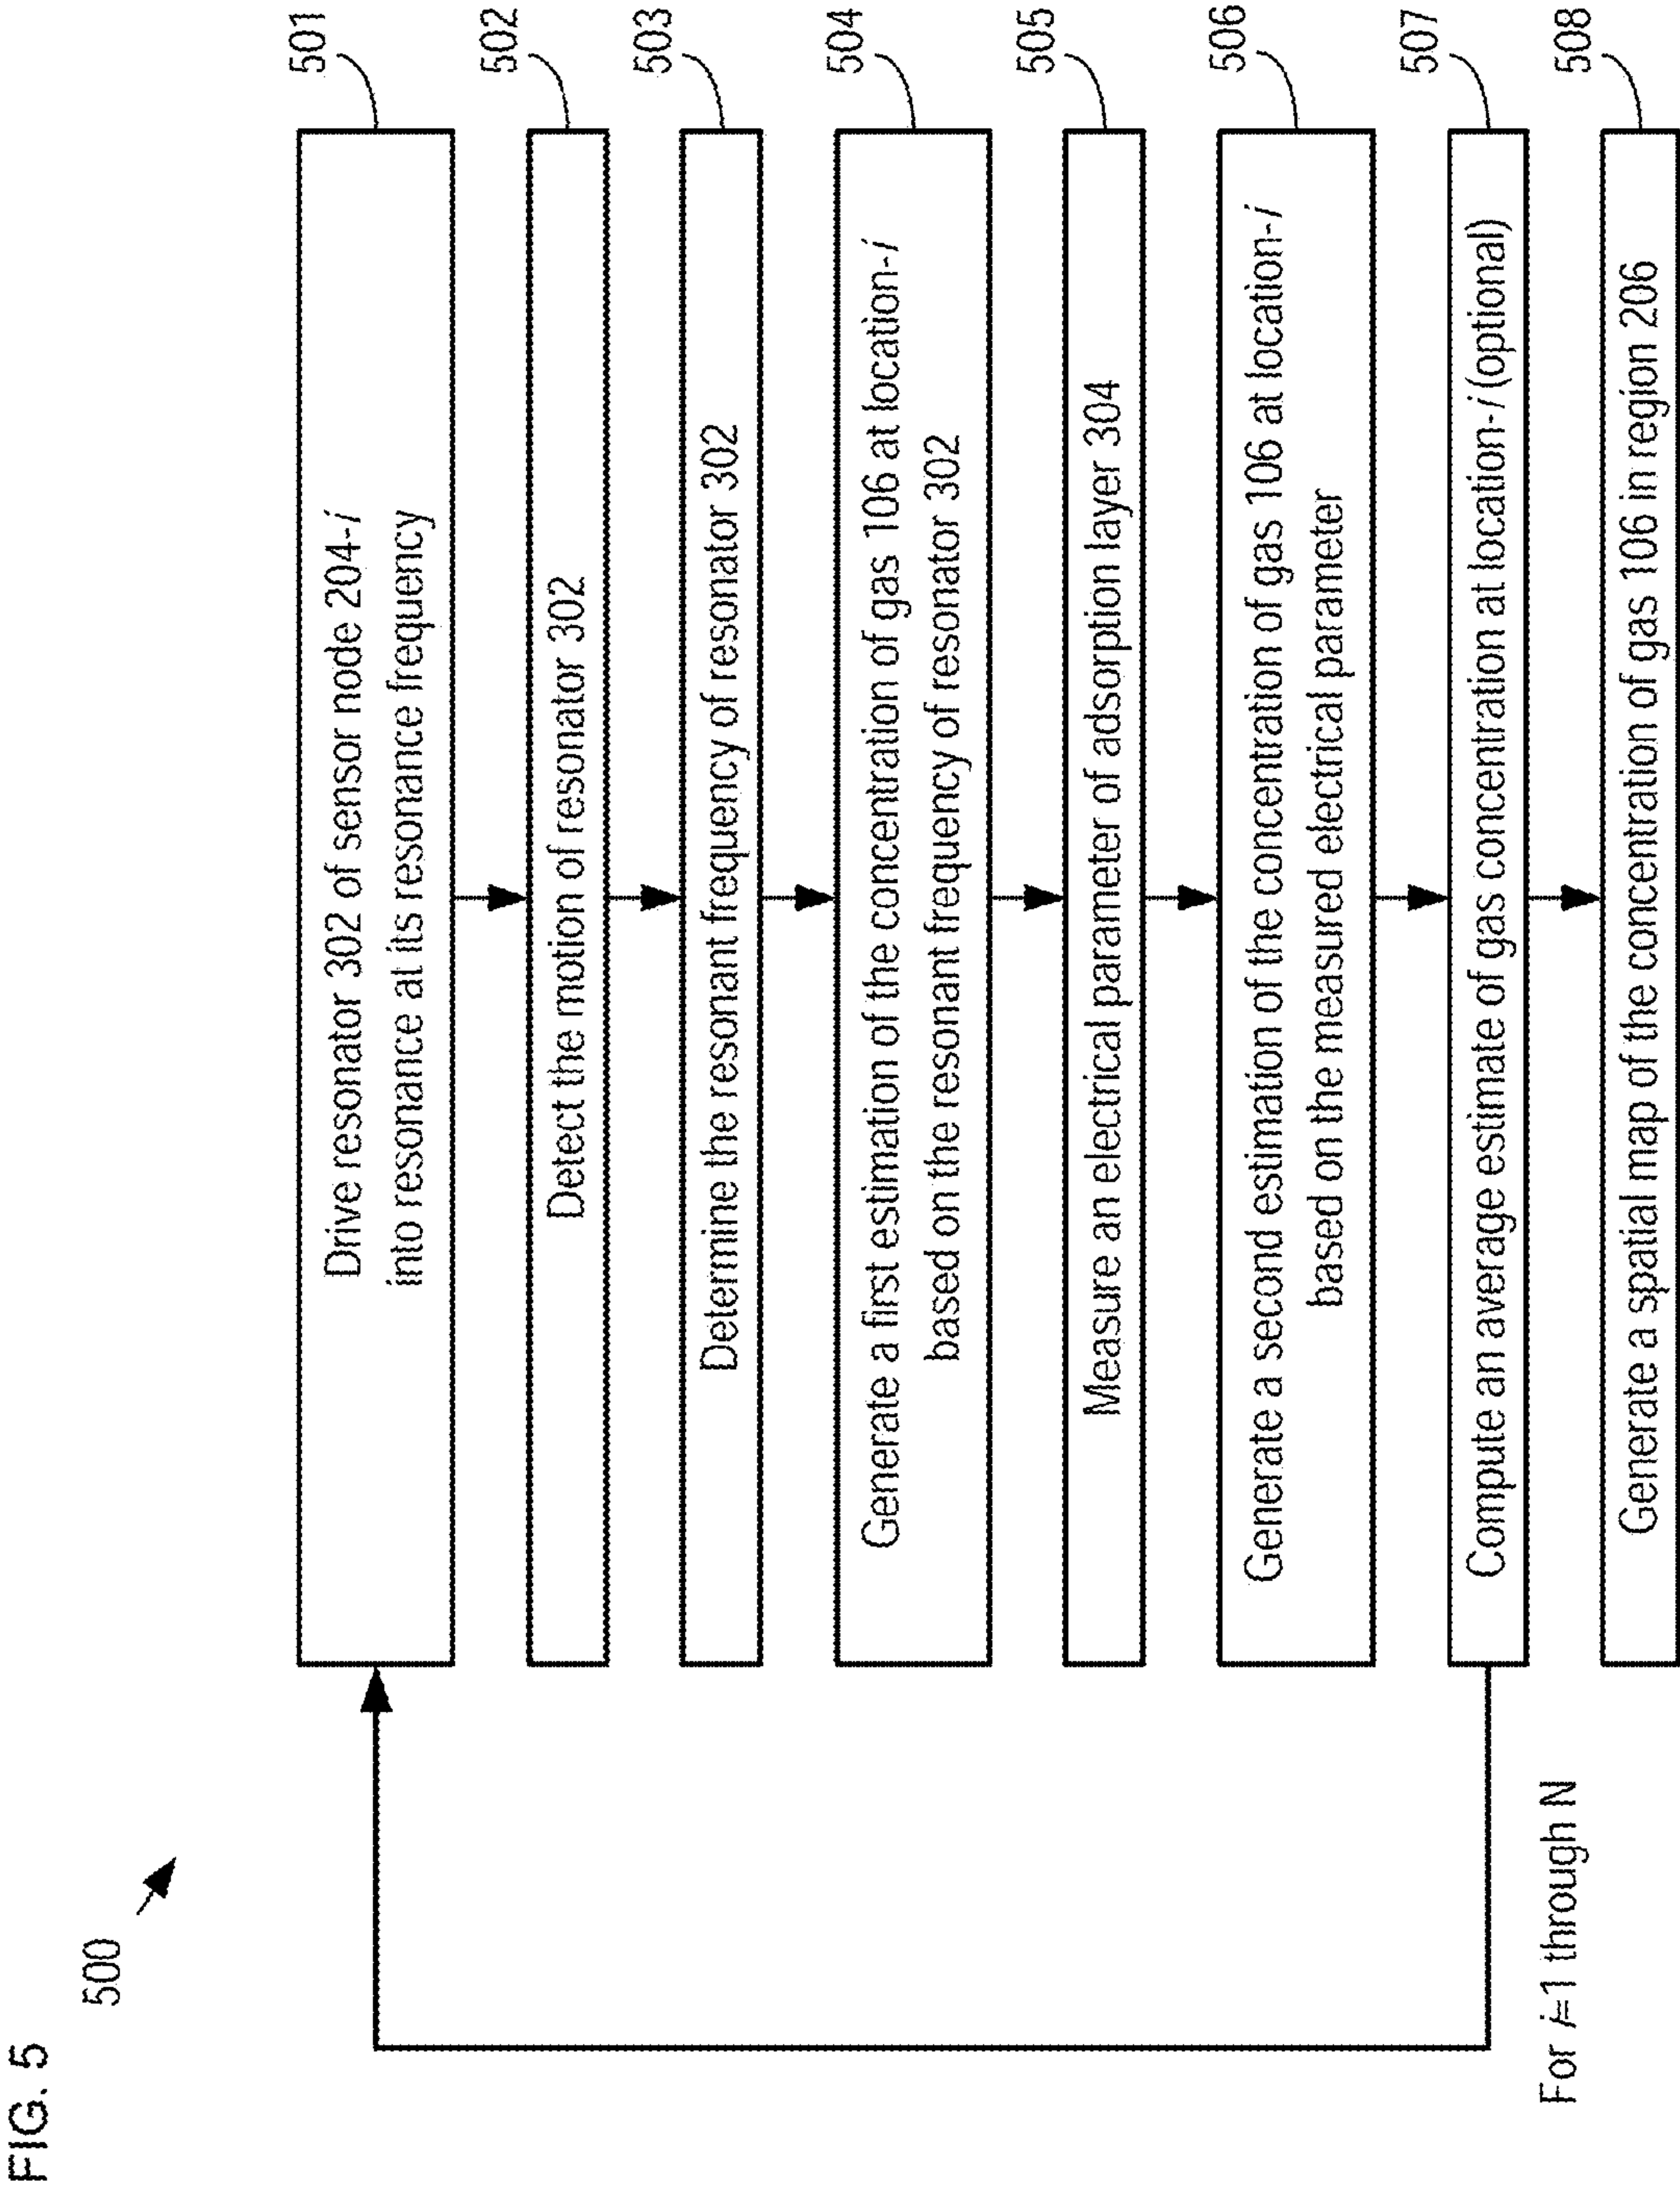 FIG. 5
500
501
Drive resonator 302 of sensor node 204-i
into resonance at its resonance frequency
502
Detect the motion of resonator 302
503
Determine the resonant frequency of resonator 302
504
Generate a first estimation of the concentration of gas 106 at location-i
based on the resonant frequency of resonator 302
505
Measure an electrical parameter of adsorption layer 304
506
Generate a second estimation of the concentration of gas 106 at location-i
based on the measured electrical parameter
507
Compute an average estimate of gas concentration at location-i (optional)
For i=1 through N
508
Generate a spatial map of the concentration of gas 106 in region 206